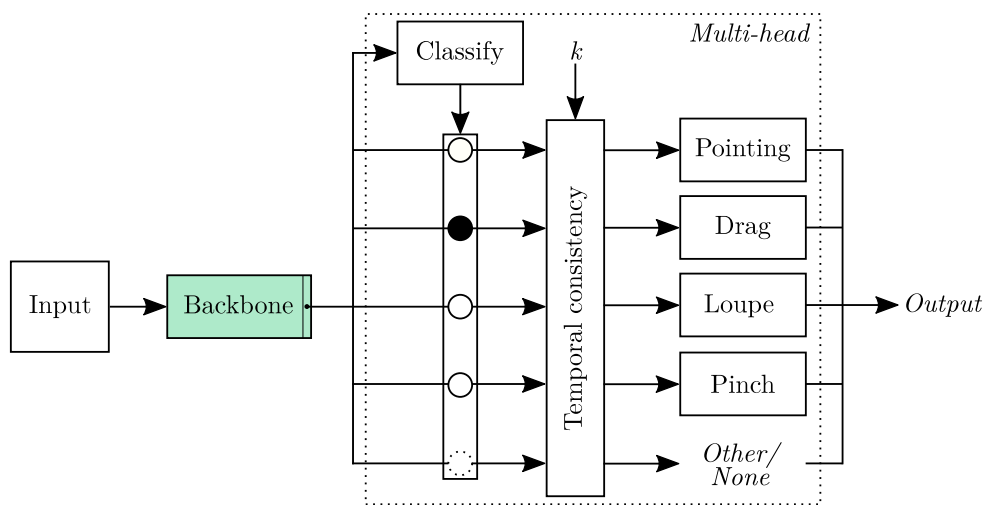 Multi-head
Classify
k
Pointing
Drag
Input
Backbone
Temporal consistency
Loupe
Output
Pinch
Other/
None